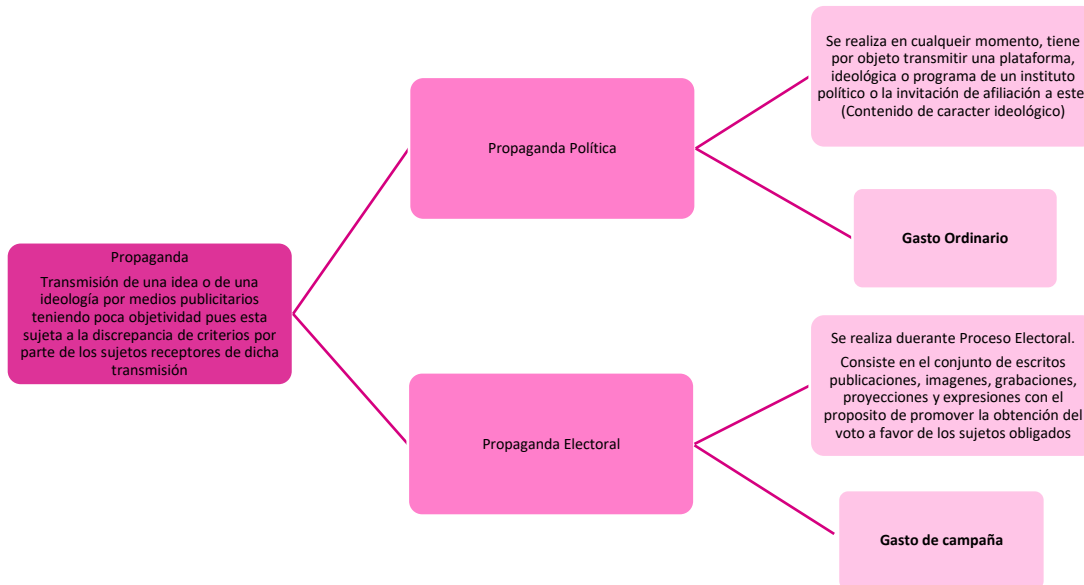 Propaganda
Transmisión de una idea o de una
ideología por medios publicitarios
teniendo poca objetividad pues esta
sujeta a la discrepancia de criterios por
parte de los sujetos receptores de dicha
transmisión
Propaganda Política
Se realiza en cualqueir momento, tiene
por objeto transmitir una plataforma,
ideológica o programa de un instituto
político o la invitación de afiliación a este
(Contenido de caracter ideológico)
Gasto Ordinario
Propaganda Electoral
Se realiza duerante Proceso Electoral.
Consiste en el conjunto de escritos
publicaciones, imagenes, grabaciones,
proyecciones y expresiones con el
proposito de promover la obtención del
voto a favor de los sujetos obligados
Gasto de campaña